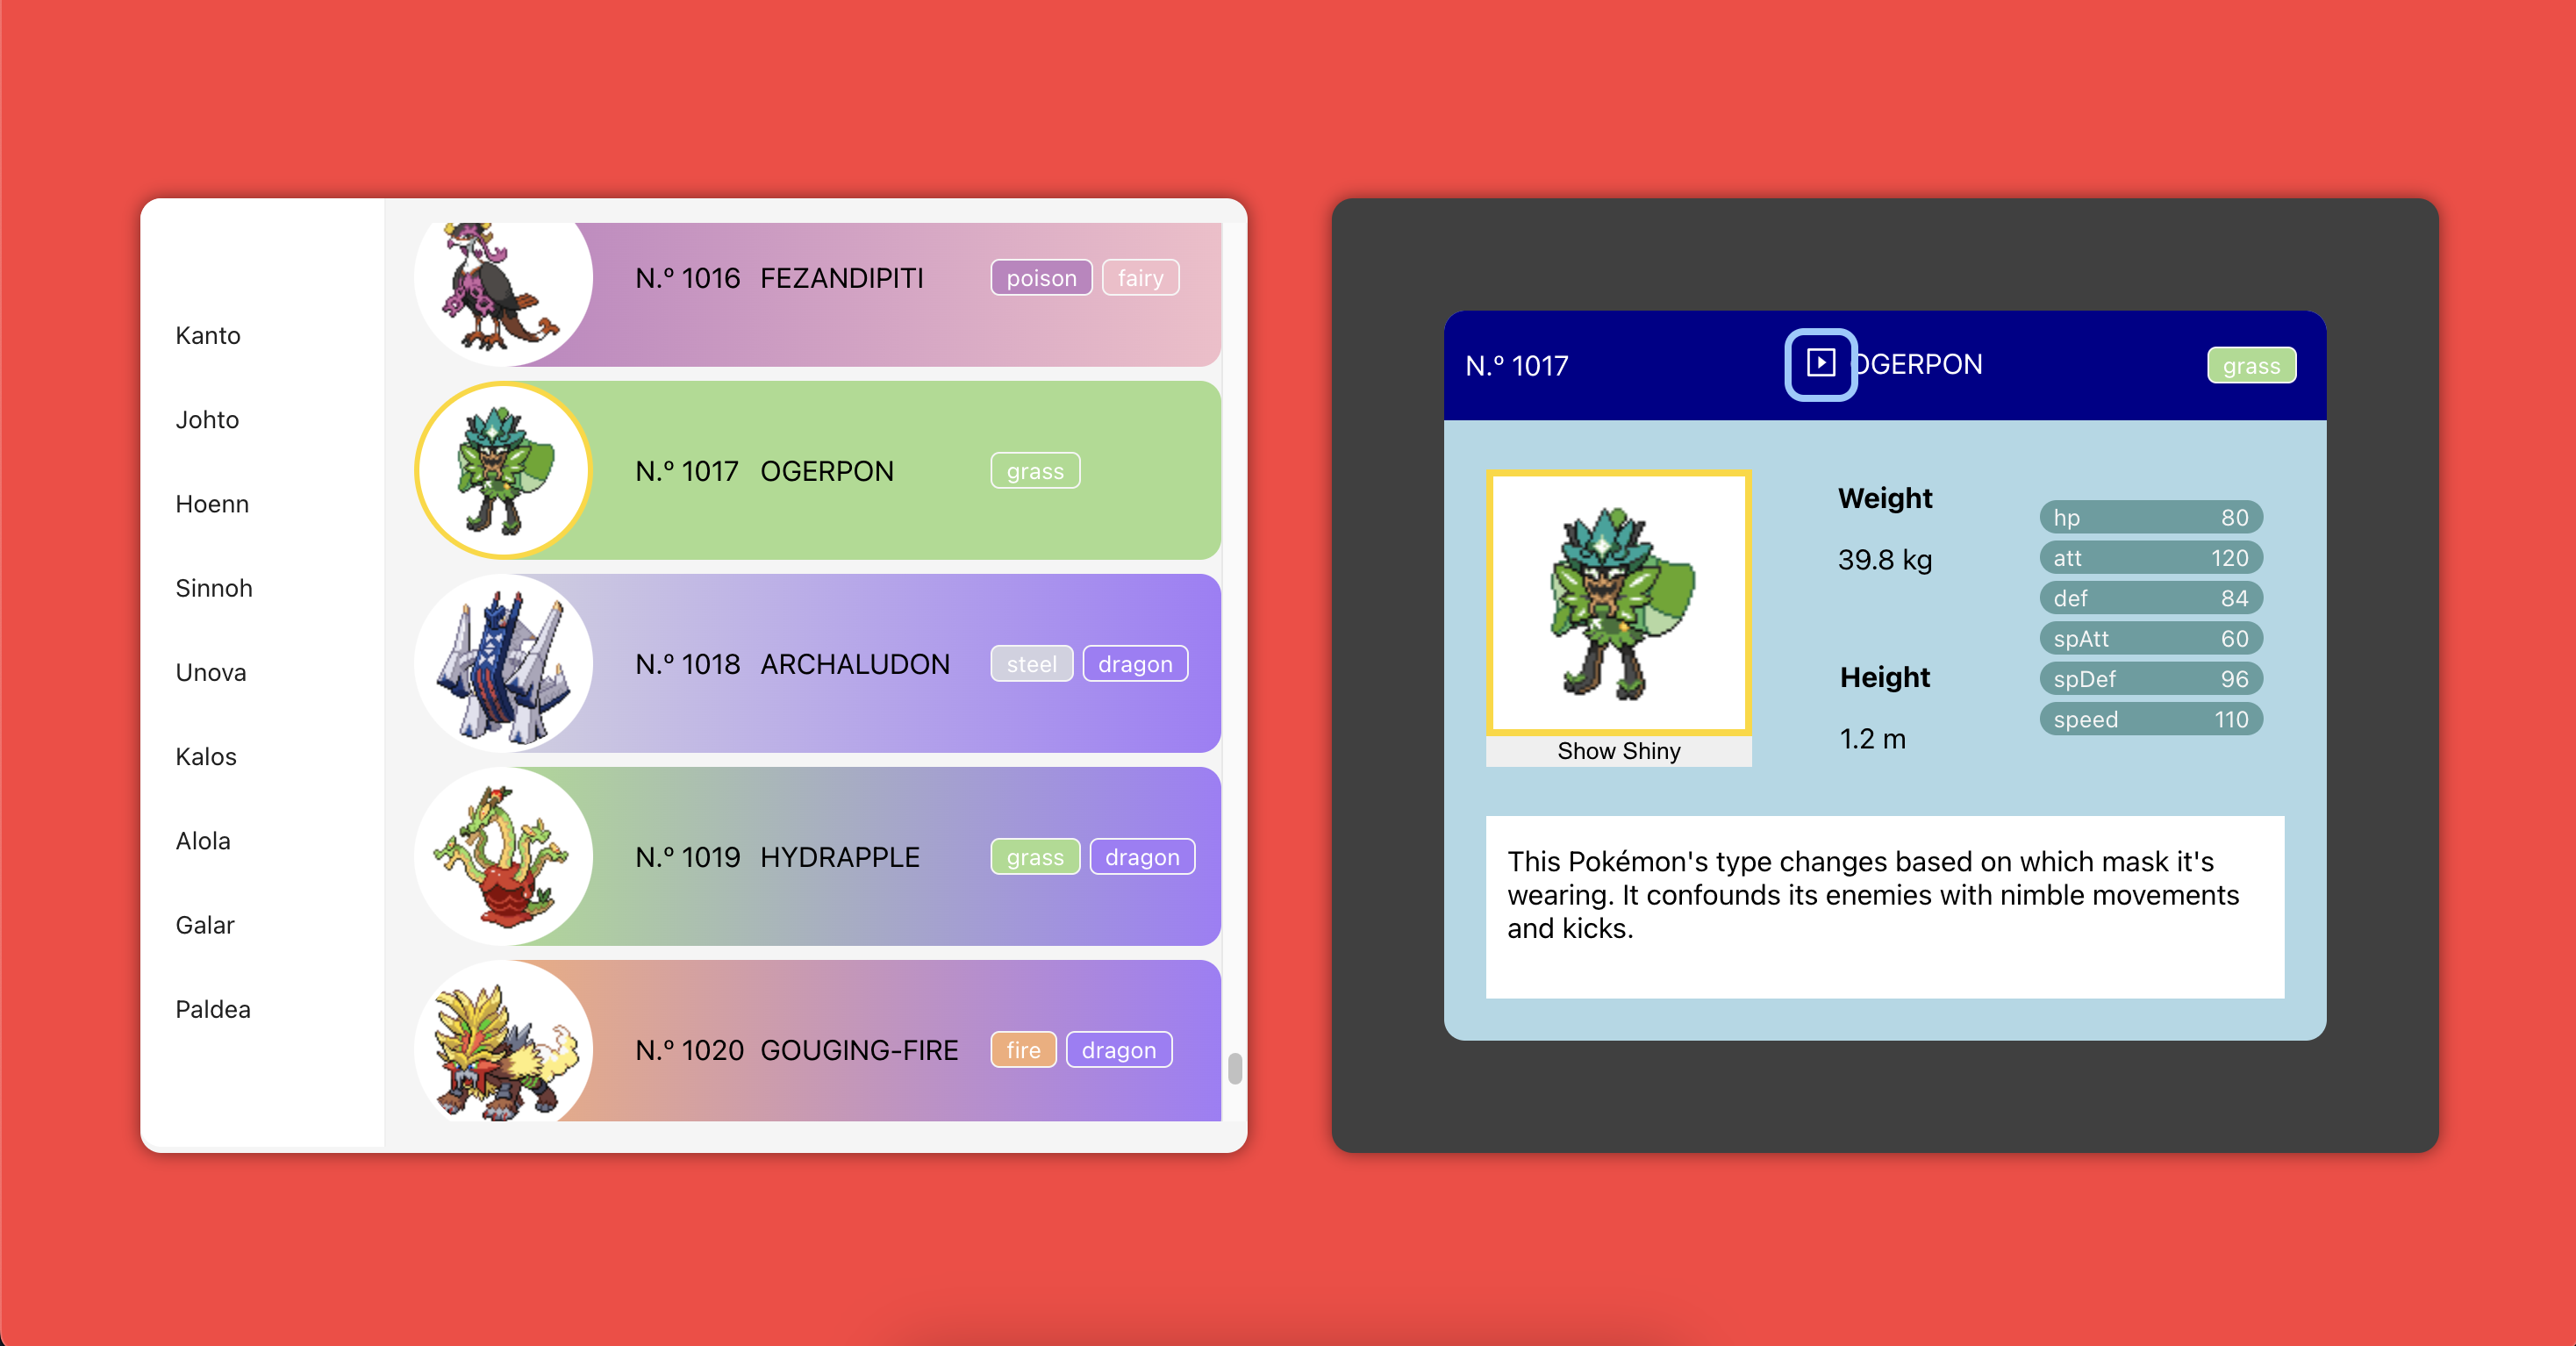 Kanto
Johto
Hoenn
Sinnoh
Unova
Kalos
Alola
Galar
Paldea
N.º 1016 FEZANDIPITI poison fairy
N.º 1017 OGERPON grass
N.º 1018 ARCHALUDON steel dragon
N.º 1019 HYDRAPPLE grass dragon
N.º 1020 GOUGING-FIRE fire dragon
N.º 1017 OGERPON grass
Show Shiny
Weight
39.8 kg
Height
1.2 m
hp 80
att 120
def 84
spAtt 60
spDef 96
speed 110
This Pokémon's type changes based on which mask it's
wearing. It confounds its enemies with nimble movements
and kicks.